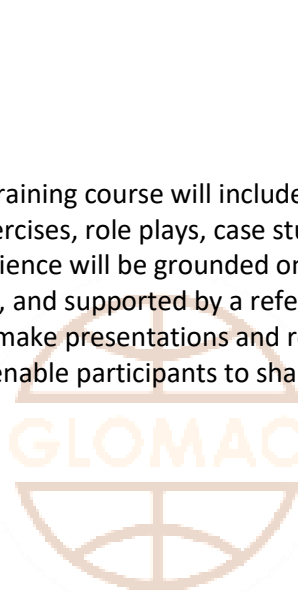 raining course will include
ercises, role plays, case stu
ience will be grounded on
, and supported by a refe
make presentations and r
enable participants to sha
GLOMAC